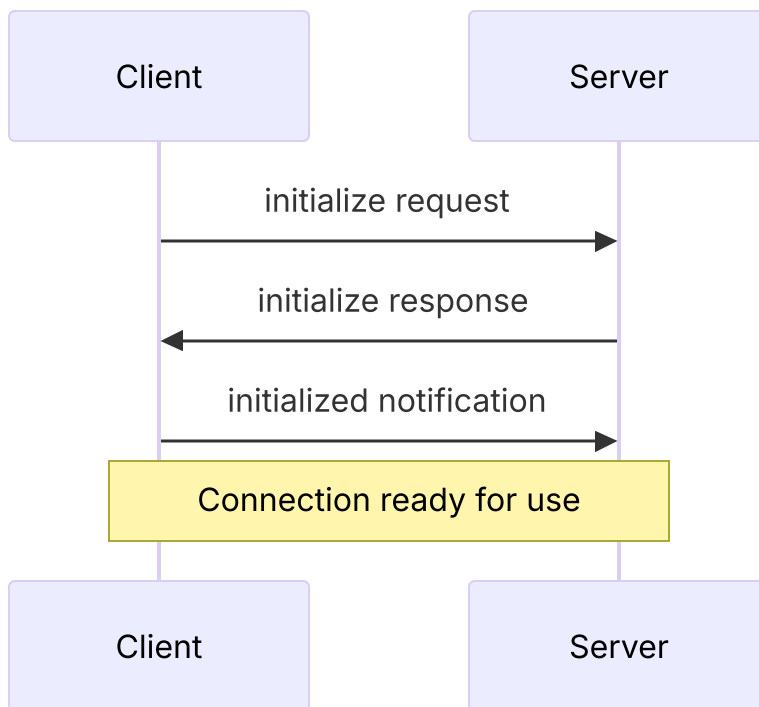 Client
Server
initialize request
initialize response
initialized notification
Connection ready for use
Client
Server